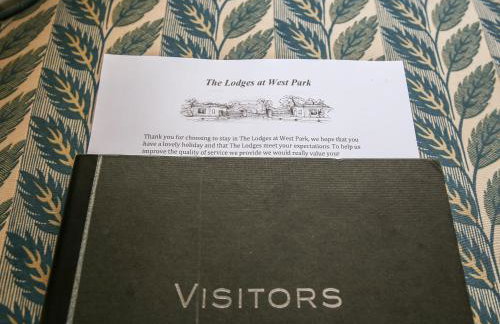 The Lodges at West Park
Thank you for choosing to stay in The Lodges at West Park, we hope that you
have a lovely holiday and that The Lodges meet your expectations. To help us
improve the quality of service we provide we would really value your
VISITORS